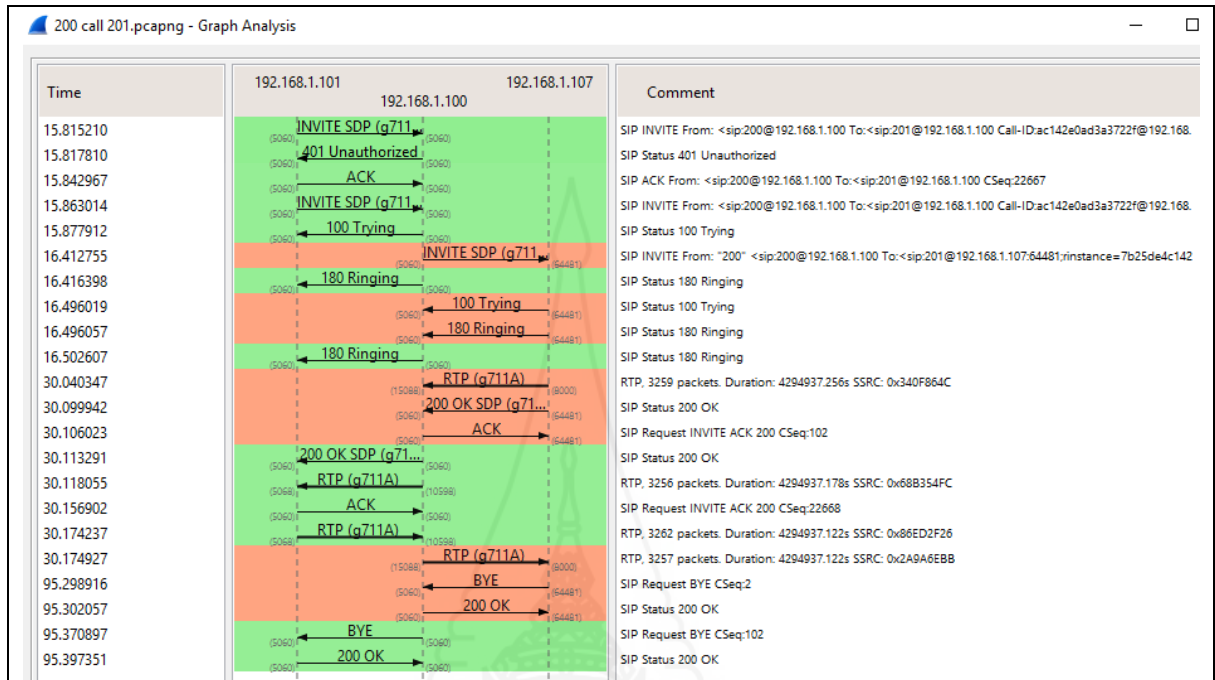 200 call 201.pcapng - Graph Analysis
Time
192.168.1.101
192.168.1.100
192.168.1.107
Comment
15.815210 (5060) INVITE SDP (g711... (5060) SIP INVITE From: <sip:200@192.168.1.100 To:<sip:201@192.168.1.100 Call-ID:ac142e0ad3a3722f@192.168.
15.817810 (5060) 401 Unauthorized (5060) SIP Status 401 Unauthorized
15.842967 (5060) ACK (5060) SIP ACK From: <sip:200@192.168.1.100 To:<sip:201@192.168.1.100 CSeq:22667
15.863014 (5060) INVITE SDP (g711... (5060) SIP INVITE From: <sip:200@192.168.1.100 To:<sip:201@192.168.1.100 Call-ID:ac142e0ad3a3722f@192.168.
15.877912 (5060) 100 Trying (5060) SIP Status 100 Trying
16.412755 (5060) INVITE SDP (g711... (64481) SIP INVITE From: "200" <sip:200@192.168.1.100 To:<sip:201@192.168.1.107:64481;rinstance=7b25de4c142
16.416398 (5060) 180 Ringing (5060) SIP Status 180 Ringing
16.496019 (5060) 100 Trying (64481) SIP Status 100 Trying
16.496057 (5060) 180 Ringing (64481) SIP Status 180 Ringing
16.502607 (5060) 180 Ringing (5060) SIP Status 180 Ringing
30.040347 (15088) RTP (g711A) (8000) RTP, 3259 packets. Duration: 4294937.256s SSRC: 0x340F864C
30.099942 (5060) 200 OK SDP (g71... (64481) SIP Status 200 OK
30.106023 (5060) ACK (64481) SIP Request INVITE ACK 200 CSeq:102
30.113291 (5060) 200 OK SDP (g71... (5060) SIP Status 200 OK
30.118055 (5068) RTP (g711A) (10598) RTP, 3256 packets. Duration: 4294937.178s SSRC: 0x68B354FC
30.156902 (5060) ACK (5060) SIP Request INVITE ACK 200 CSeq:22668
30.174237 (5068) RTP (g711A) (10598) RTP, 3262 packets. Duration: 4294937.122s SSRC: 0x86ED2F26
30.174927 (15088) RTP (g711A) (8000) RTP, 3257 packets. Duration: 4294937.122s SSRC: 0x2A9A6EBB
95.298916 (5060) BYE (64481) SIP Request BYE CSeq:2
95.302057 (5060) 200 OK (64481) SIP Status 200 OK
95.370897 (5060) BYE (5060) SIP Request BYE CSeq:102
95.397351 (5060) 200 OK (5060) SIP Status 200 OK